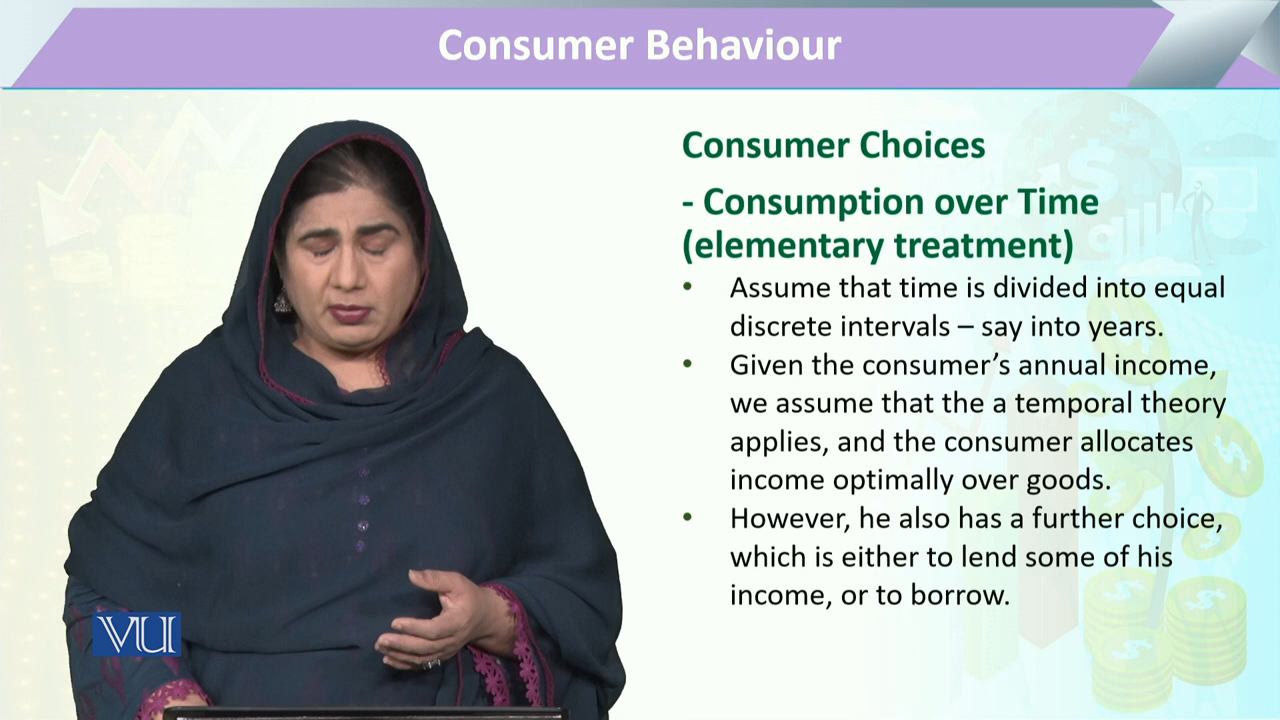 Consumer Behaviour
Consumer Choices
- Consumption over Time
(elementary treatment)
• Assume that time is divided into equal
discrete intervals – say into years.
• Given the consumer’s annual income,
we assume that the a temporal theory
applies, and the consumer allocates
income optimally over goods.
• However, he also has a further choice,
which is either to lend some of his
income, or to borrow.
VU